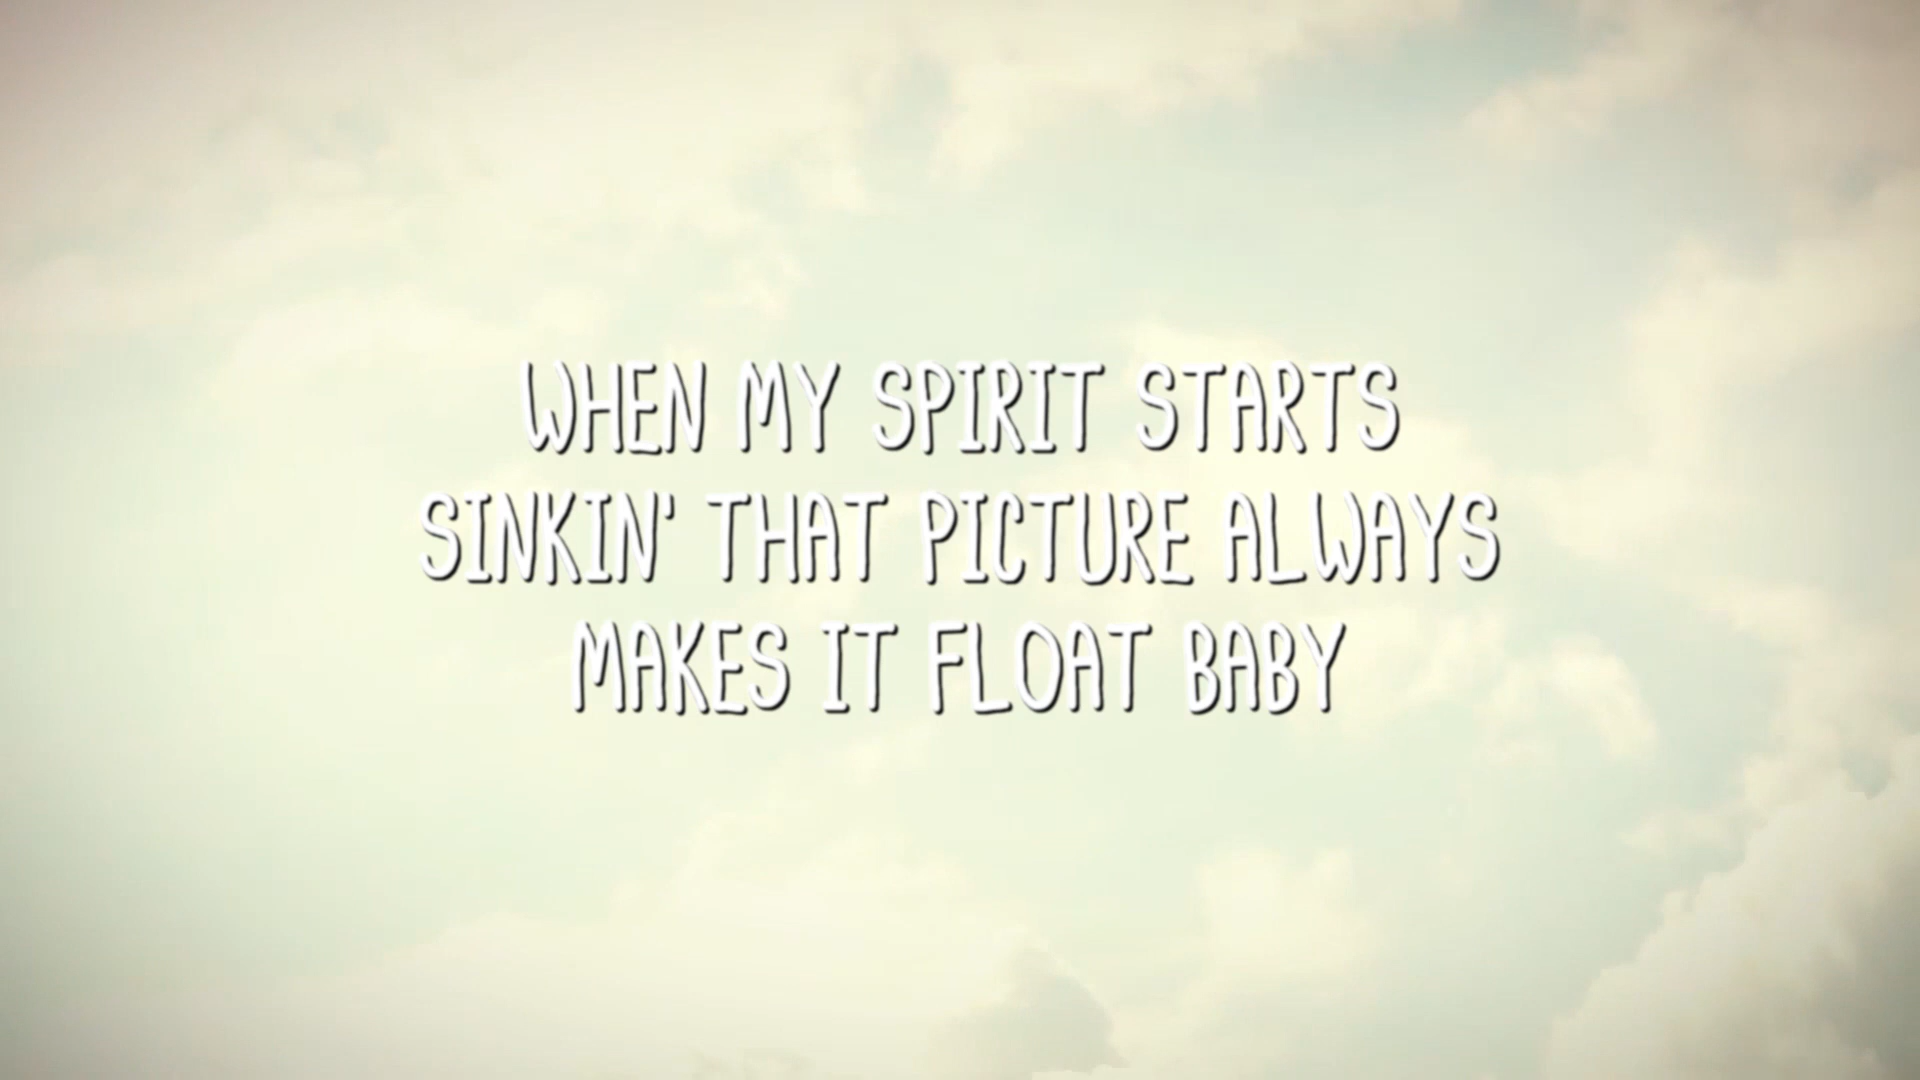 WHEN MY SPIRIT STARTS
SINKIN' THAT PICTURE ALWAYS
MAKES IT FLOAT BABY